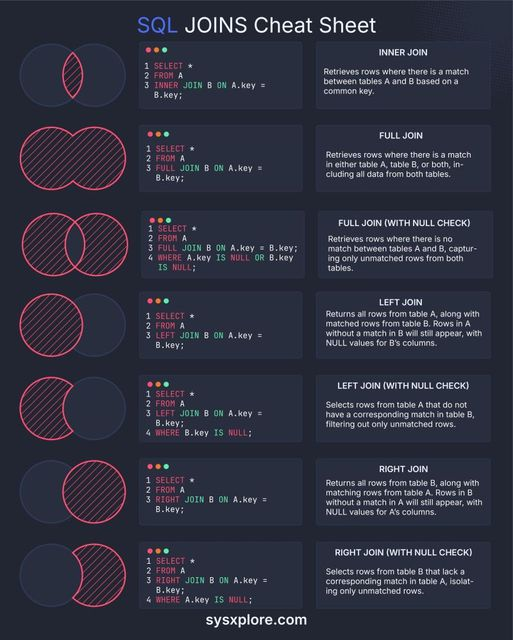 SQL JOINS Cheat Sheet
1 SELECT *
2 FROM A
3 INNER JOIN B ON A.key =
B.key;
INNER JOIN
Retrieves rows where there is a match
between tables A and B based on a
common key.
1 SELECT *
2 FROM A
3 FULL JOIN B ON A.key =
B.key;
FULL JOIN
Retrieves rows where there is a match
in either table A, table B, or both, in-
cluding all data from both tables.
1 SELECT *
2 FROM A
3 FULL JOIN B ON A.key = B.key;
4 WHERE A.key IS NULL OR B.key
IS NULL;
FULL JOIN (WITH NULL CHECK)
Retrieves rows where there is no
match between tables A and B, captur-
ing only unmatched rows from both
tables.
1 SELECT *
2 FROM A
3 LEFT JOIN B ON A.key =
B.key;
LEFT JOIN
Returns all rows from table A, along with
matched rows from table B. Rows in A
without a match in B will still appear, with
NULL values for B's columns.
1 SELECT *
2 FROM A
3 LEFT JOIN B ON A.key =
B.key;
4 WHERE B.key IS NULL;
LEFT JOIN (WITH NULL CHECK)
Selects rows from table A that do not
have a corresponding match in table B,
filtering out only unmatched rows.
1 SELECT *
2 FROM A
3 RIGHT JOIN B ON A.key =
B.key;
RIGHT JOIN
Returns all rows from table B, along with
matching rows from table A. Rows in B
without a match in A will still appear, with
NULL values for A's columns.
1 SELECT *
2 FROM A
3 RIGHT JOIN B ON A.key =
B.key;
4 WHERE A.key IS NULL;
RIGHT JOIN (WITH NULL CHECK)
Selects rows from table B that lack a
corresponding match in table A, isolat-
ing only unmatched rows.
sysxplore.com